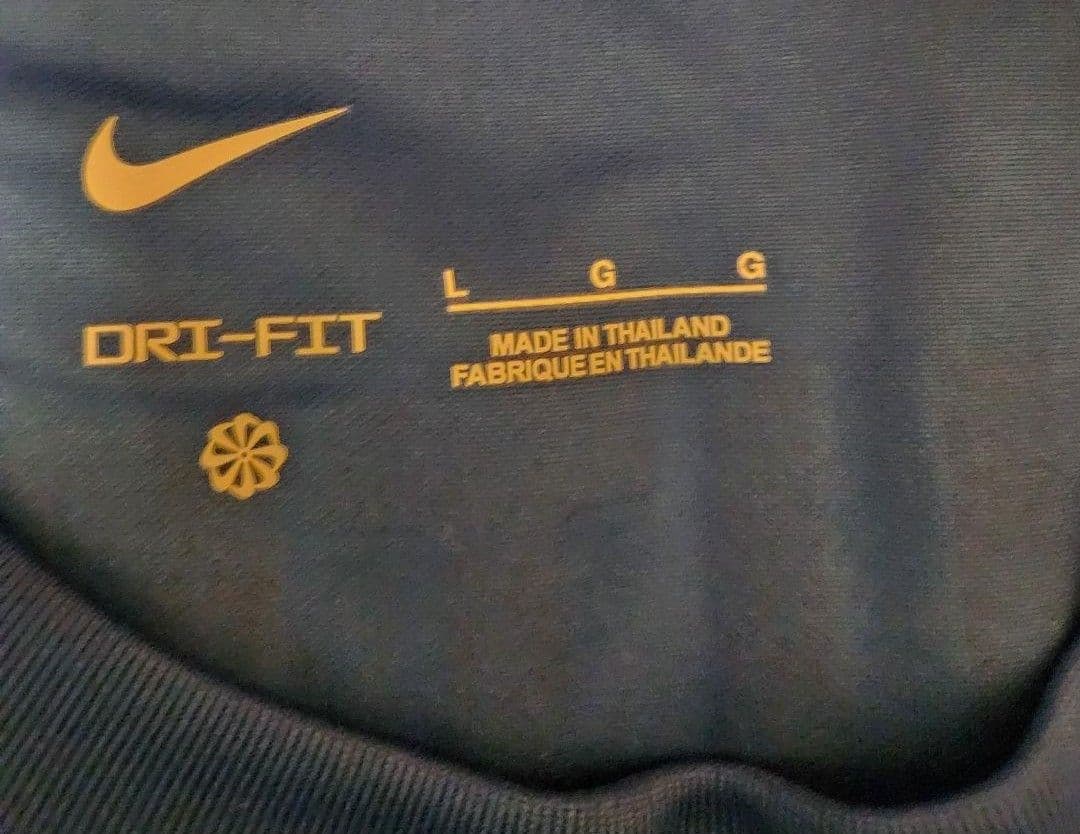 DRI-FIT
L G G
MADE IN THAILAND
FABRIQUE EN THAILANDE